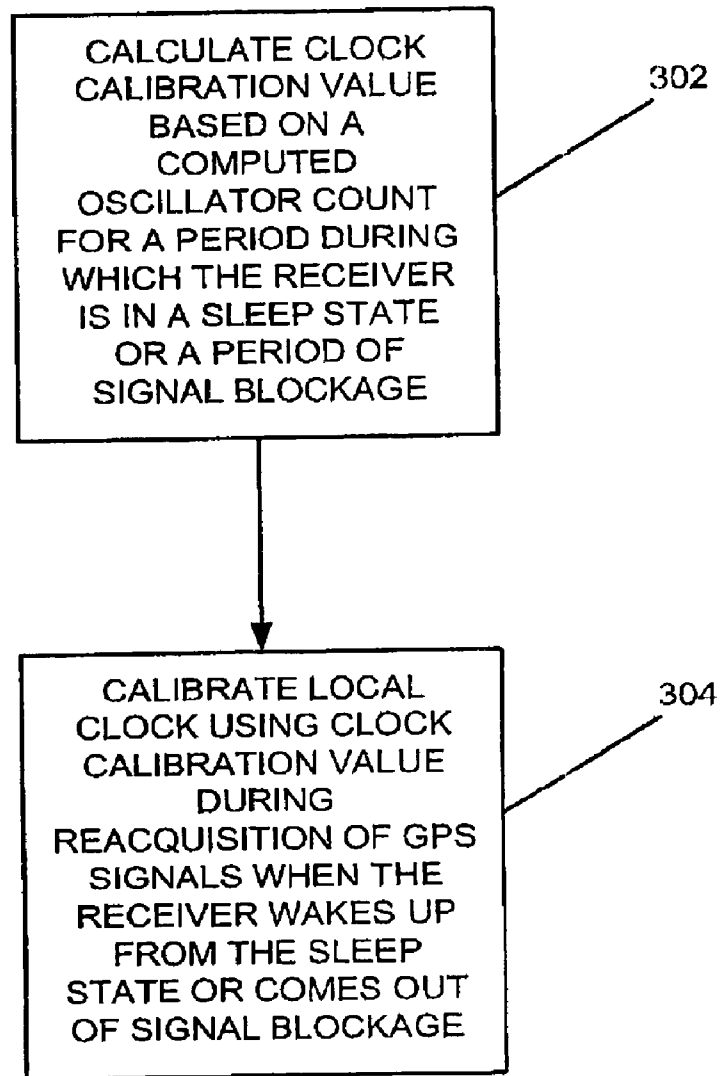 CALCULATE CLOCK
CALIBRATION VALUE
BASED ON A
COMPUTED
OSCILLATOR COUNT
FOR A PERIOD DURING
WHICH THE RECEIVER
IS IN A SLEEP STATE
OR A PERIOD OF
SIGNAL BLOCKAGE
302
CALIBRATE LOCAL
CLOCK USING CLOCK
CALIBRATION VALUE
DURING
REACQUISITION OF GPS
SIGNALS WHEN THE
RECEIVER WAKES UP
FROM THE SLEEP
STATE OR COMES OUT
OF SIGNAL BLOCKAGE
304